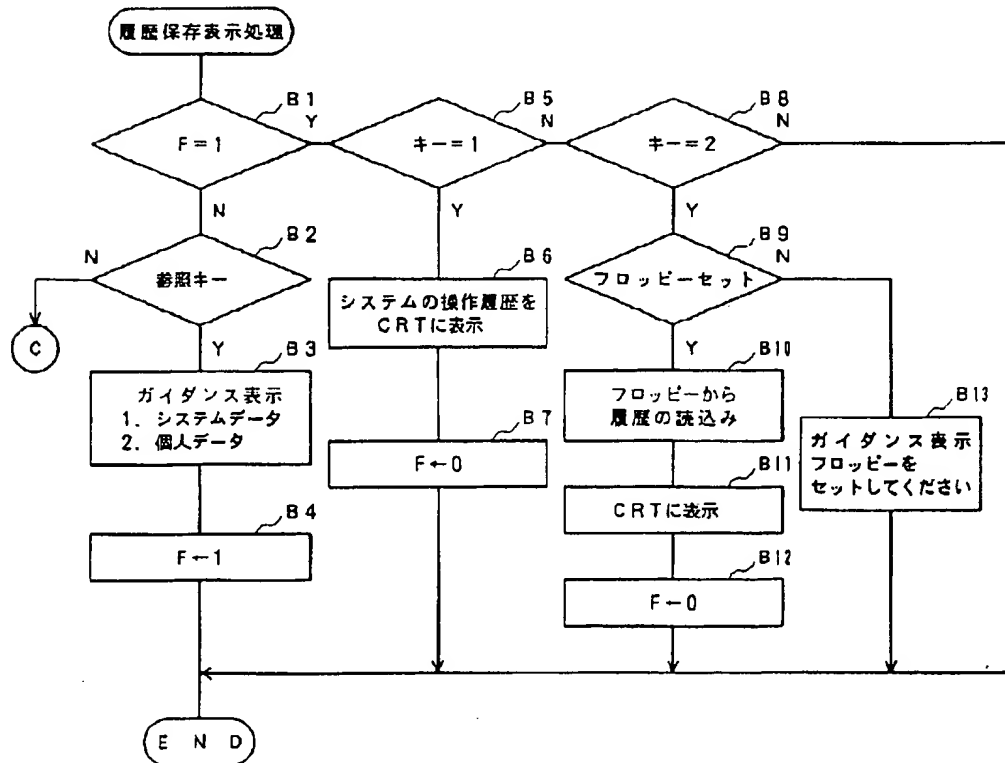 履歴保存表示処理
B1
F=1
Y
N
B2
参照キー
N
C
Y
B3
ガイダンス表示
1. システムデータ
2. 個人データ
B4
F←1
B5
キー=1
N
Y
B6
システムの操作履歴を
CRTに表示
B7
F←0
B8
キー=2
N
Y
B9
フロッピーセット
N
Y
B10
フロッピーから
履歴の読込み
B11
CRTに表示
B12
F←0
B13
ガイダンス表示
フロッピーを
セットしてください
END